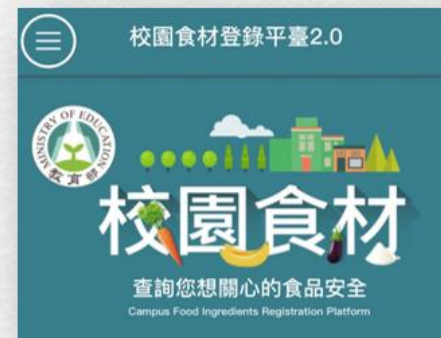 校園食材登錄平臺2.0
MINISTRY OF EDUCATION
教育部
校園食材
查詢您想關心的食品安全
Campus Food Ingredients Registration Platform